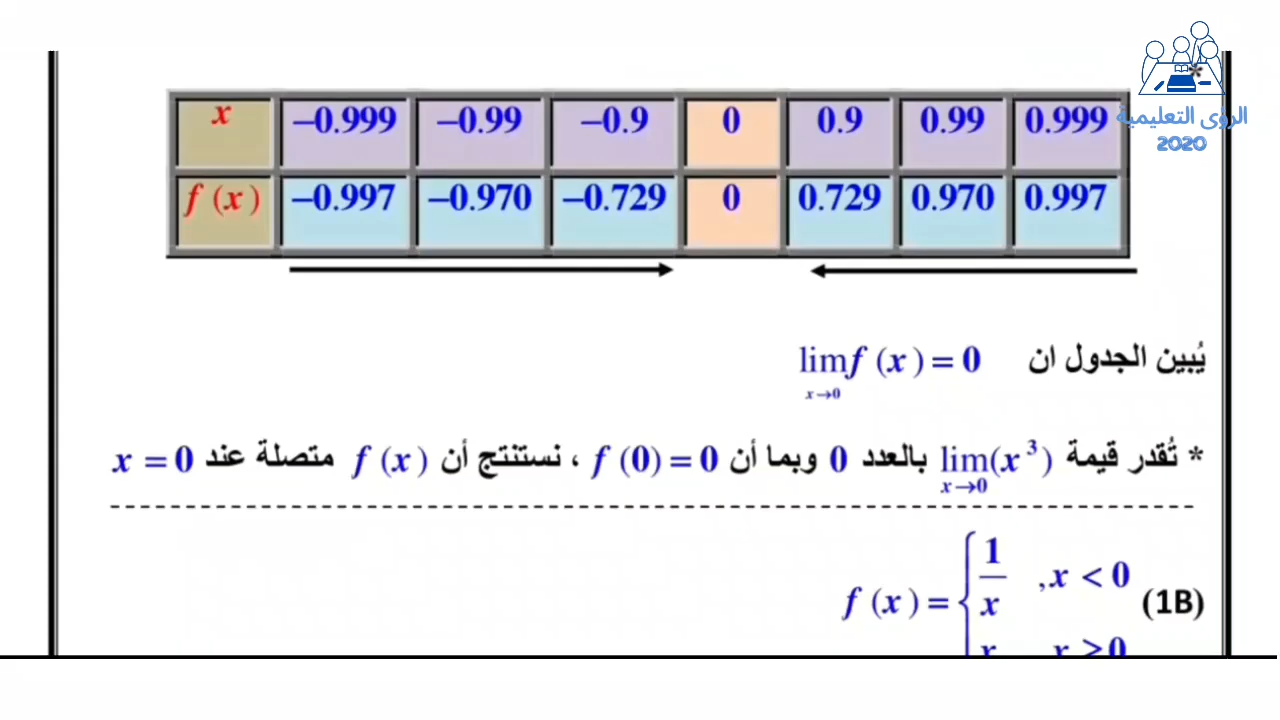 الرؤى التعليمية
2020
*
x −0.999 −0.99 −0.9 0 0.9 0.99 0.999
f (x) −0.997 −0.970 −0.729 0 0.729 0.970 0.997
يُبين الجدول ان lim f (x) = 0
x→0
* تُقدر قيمة lim(x³) بالعدد 0 وبما أن f (0) = 0 ، نستنتج أن f (x) متصلة عند x = 0
x→0
(1B) f (x) = { 1/x , x < 0
x x ≥ 0